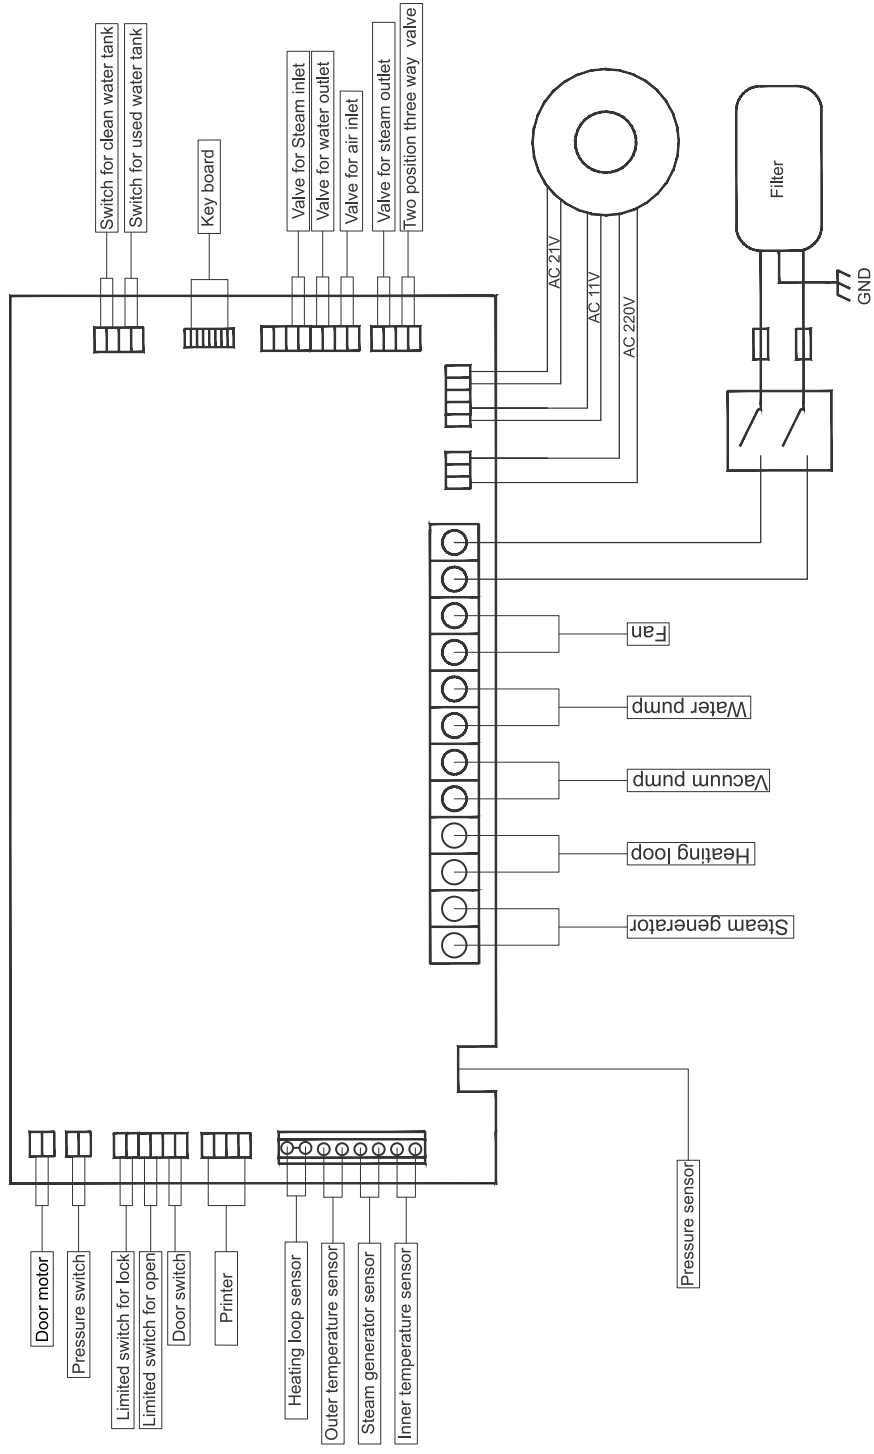 Switch for clean water tank
Switch for used water tank
Key board
Valve for Steam inlet
Valve for water outlet
Valve for air inlet
Valve for steam outlet
Two position three way valve
AC 21V
AC 11V
AC 220V
Filter
GND
Fan
Water pump
Vacuum pump
Heating loop
Steam generator
Door motor
Pressure switch
Limited switch for lock
Limited switch for open
Door switch
Printer
Heating loop sensor
Outer temperature sensor
Steam generator sensor
Inner temperature sensor
Pressure sensor